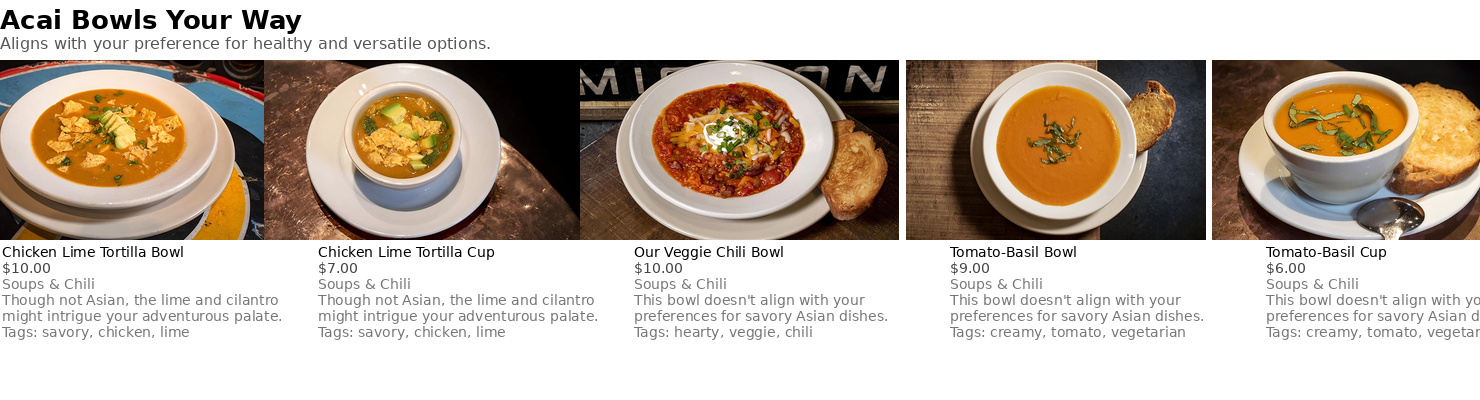 Acai Bowls Your Way
Aligns with your preference for healthy and versatile options.
Chicken Lime Tortilla Bowl
$10.00
Soups & Chili
Though not Asian, the lime and cilantro
might intrigue your adventurous palate.
Tags: savory, chicken, lime
Chicken Lime Tortilla Cup
$7.00
Soups & Chili
Though not Asian, the lime and cilantro
might intrigue your adventurous palate.
Tags: savory, chicken, lime
Our Veggie Chili Bowl
$10.00
Soups & Chili
This bowl doesn't align with your
preferences for savory Asian dishes.
Tags: hearty, veggie, chili
Tomato-Basil Bowl
$9.00
Soups & Chili
This bowl doesn't align with your
preferences for savory Asian dishes.
Tags: creamy, tomato, vegetarian
Tomato-Basil Cup
$6.00
Soups & Chili
This bowl doesn't align with
preferences for savory Asian
Tags: creamy, tomato,